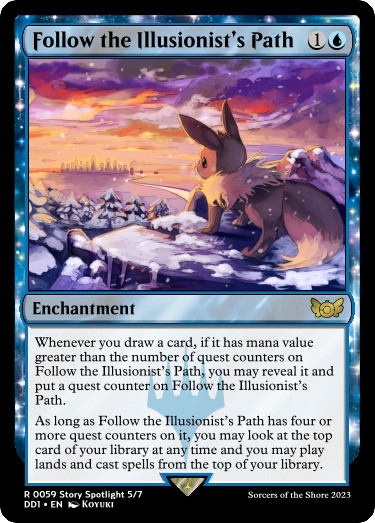 Follow the Illusionist's Path 1
Enchantment
Whenever you draw a card, if it has mana value
greater than the number of quest counters on
Follow the Illusionist's Path, you may reveal it and
put a quest counter on Follow the Illusionist's
Path.
As long as Follow the Illusionist's Path has four or
more quest counters on it, you may look at the top
card of your library at any time and you may play
lands and cast spells from the top of your library.
R 0059 Story Spotlight 5/7
DD1 • EN Koyuki
Sorcers of the Shore 2023